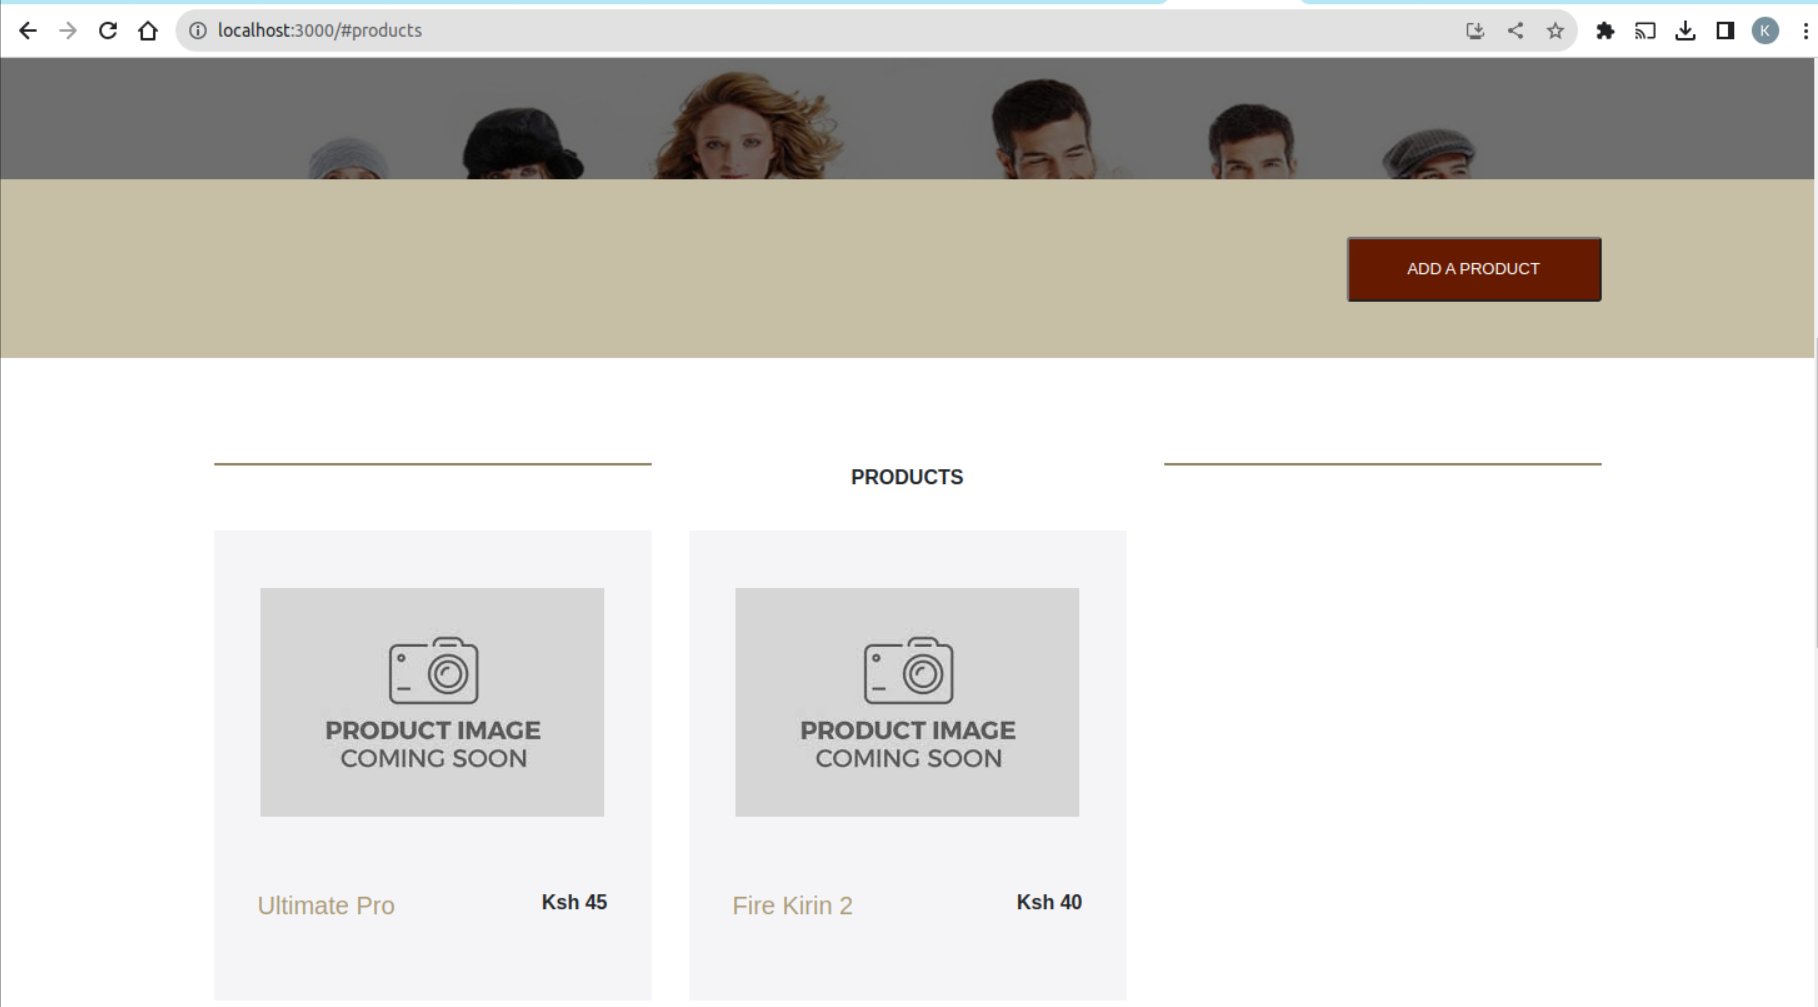 localhost:3000/#products
K
ADD A PRODUCT
PRODUCTS
PRODUCT IMAGE
COMING SOON
Ultimate Pro
Ksh 45
PRODUCT IMAGE
COMING SOON
Fire Kirin 2
Ksh 40